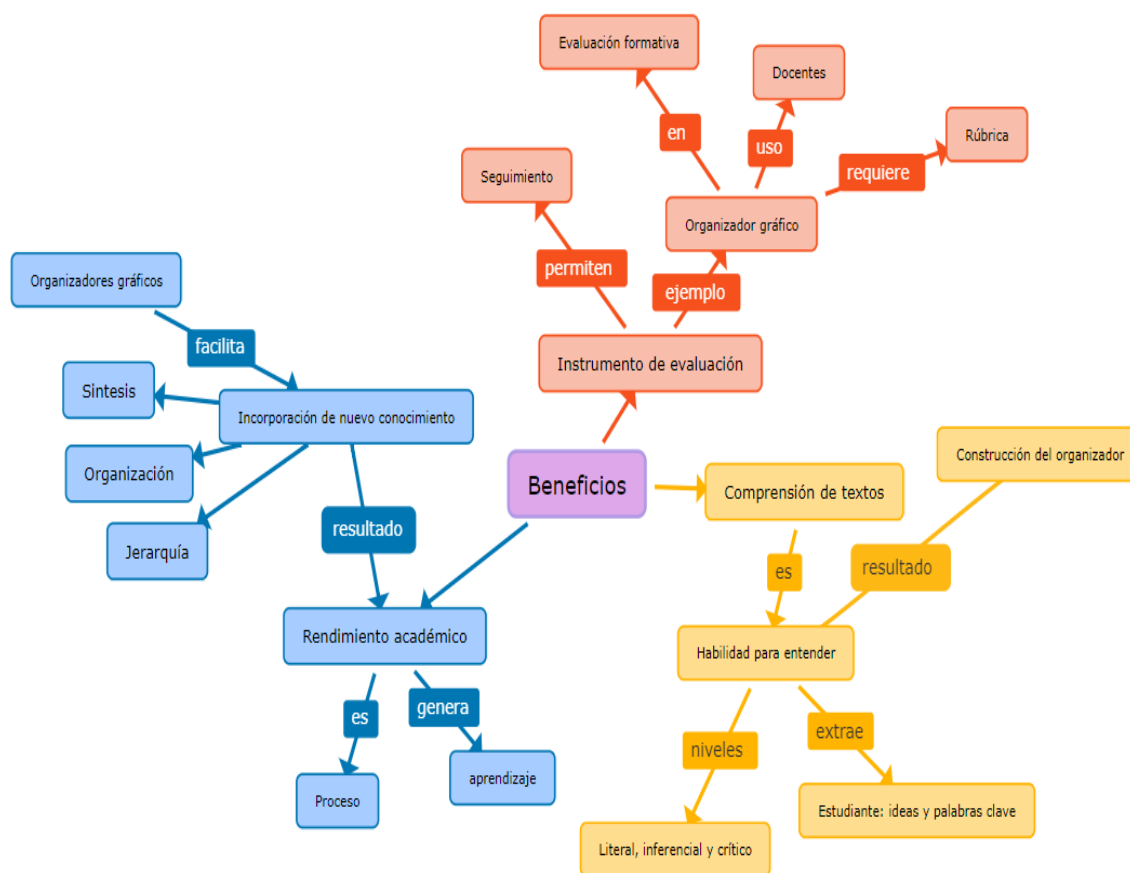 Evaluación formativa
Docentes
en
uso
Rúbrica
requiere
Seguimiento
Organizador gráfico
permiten
ejemplo
Organizadores gráficos
facilita
Instrumento de evaluación
Sintesis
Incorporación de nuevo conocimiento
Organización
Construcción del organizador
Beneficios
Comprensión de textos
Jerarquía
resultado
es
resultado
Rendimiento académico
Habilidad para entender
es
genera
niveles
extrae
aprendizaje
Proceso
Estudiante: ideas y palabras clave
Literal, inferencial y crítico